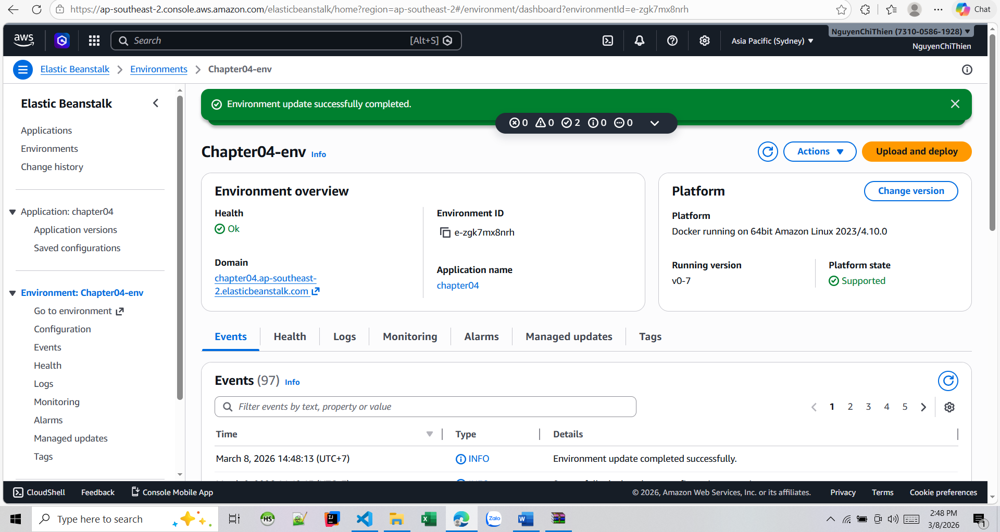 https://ap-southeast-2.console.aws.amazon.com/elasticbeanstalk/home?region=ap-southeast-2#/environment/dashboard?environmentId=e-zgk7mx8nrh
Chat
aws
Search
[Alt+S]
Asia Pacific (Sydney)
NguyenChiThien (7310-0586-1928)
NguyenChiThien
Elastic Beanstalk
Environments
Chapter04-env
Elastic Beanstalk
Applications
Environments
Change history
Application: chapter04
Application versions
Saved configurations
Environment: Chapter04-env
Go to environment
Configuration
Events
Health
Logs
Monitoring
Alarms
Managed updates
Tags
Environment update successfully completed.
0 0 2 0 0
Chapter04-env Info
Actions
Upload and deploy
Environment overview
Health
Ok
Domain
chapter04.ap-southeast-
2.elasticbeanstalk.com
Environment ID
e-zgk7mx8nrh
Application name
chapter04
Platform
Change version
Platform
Docker running on 64bit Amazon Linux 2023/4.10.0
Running version
v0-7
Platform state
Supported
Events
Health
Logs
Monitoring
Alarms
Managed updates
Tags
Events (97) Info
Filter events by text, property or value
1 2 3 4 5
Time
Type
Details
March 8, 2026 14:48:13 (UTC+7)
INFO
Environment update completed successfully.
CloudShell
Feedback
Console Mobile App
© 2026, Amazon Web Services, Inc. or its affiliates.
Privacy
Terms
Cookie preferences
Type here to search
HS
IJ
Zalo
W
2:48 PM
3/8/2026
1